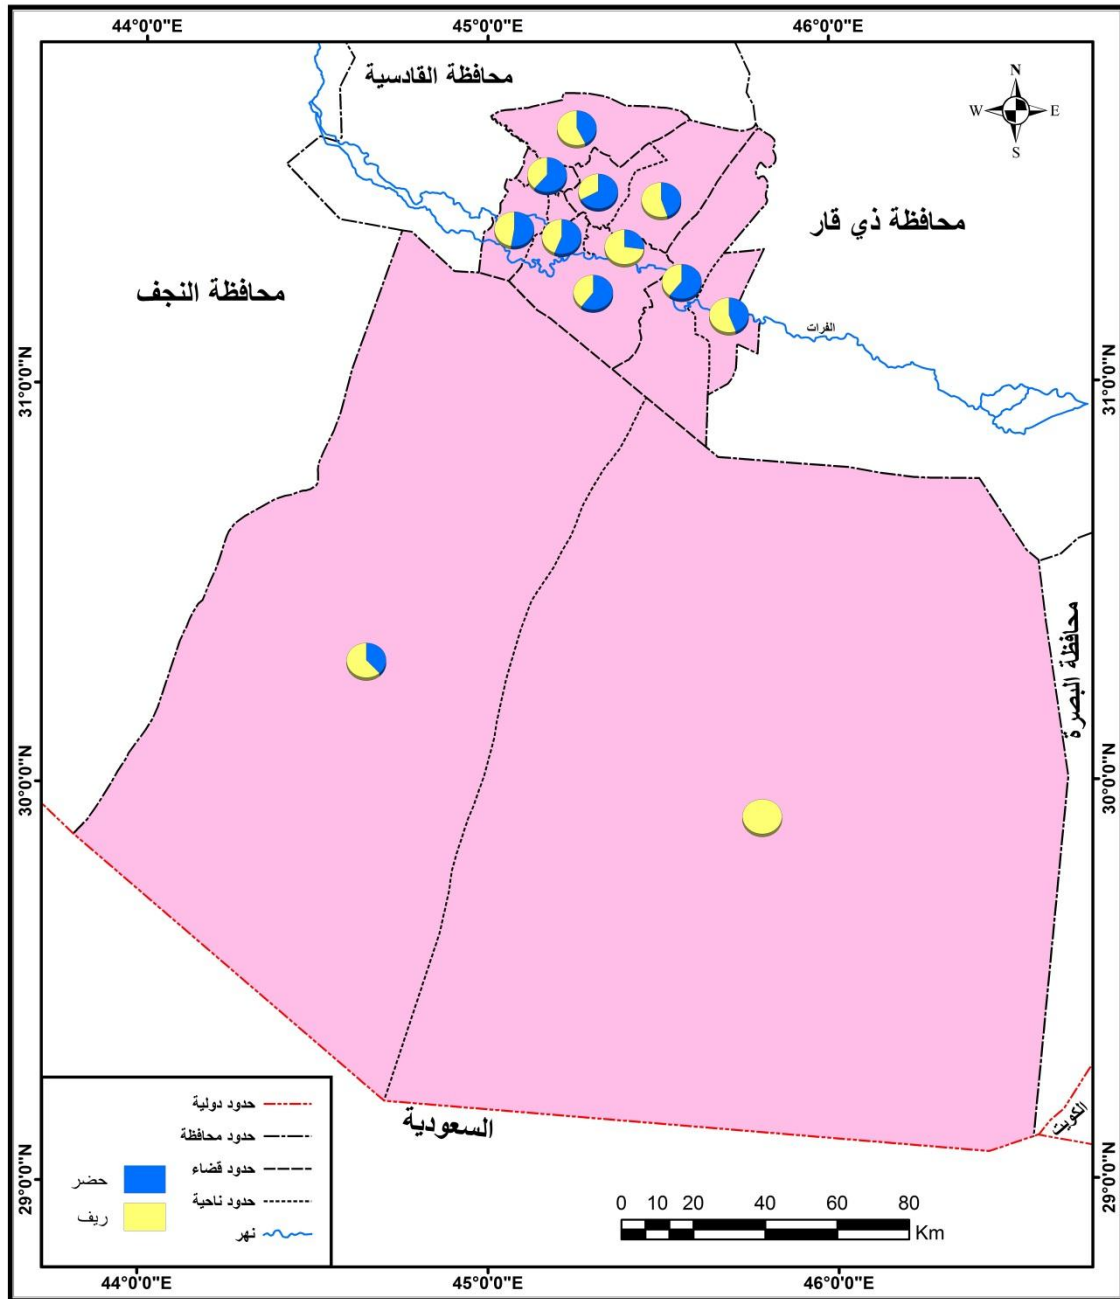 44°0'0"E
45°0'0"E
46°0'0"E
محافظة القادسية
N
W
E
S
محافظة ذي قار
محافظة النجف
الفرات
31°0'0"N
31°0'0"N
محافظة البصرة
30°0'0"N
30°0'0"N
السعودية
الكويت
حدود دولية
حدود محافظة
حدود قضاء
حدود ناحية
نهر
حضر
ريف
29°0'0"N
29°0'0"N
0 10 20 40 60 80
Km
44°0'0"E
45°0'0"E
46°0'0"E